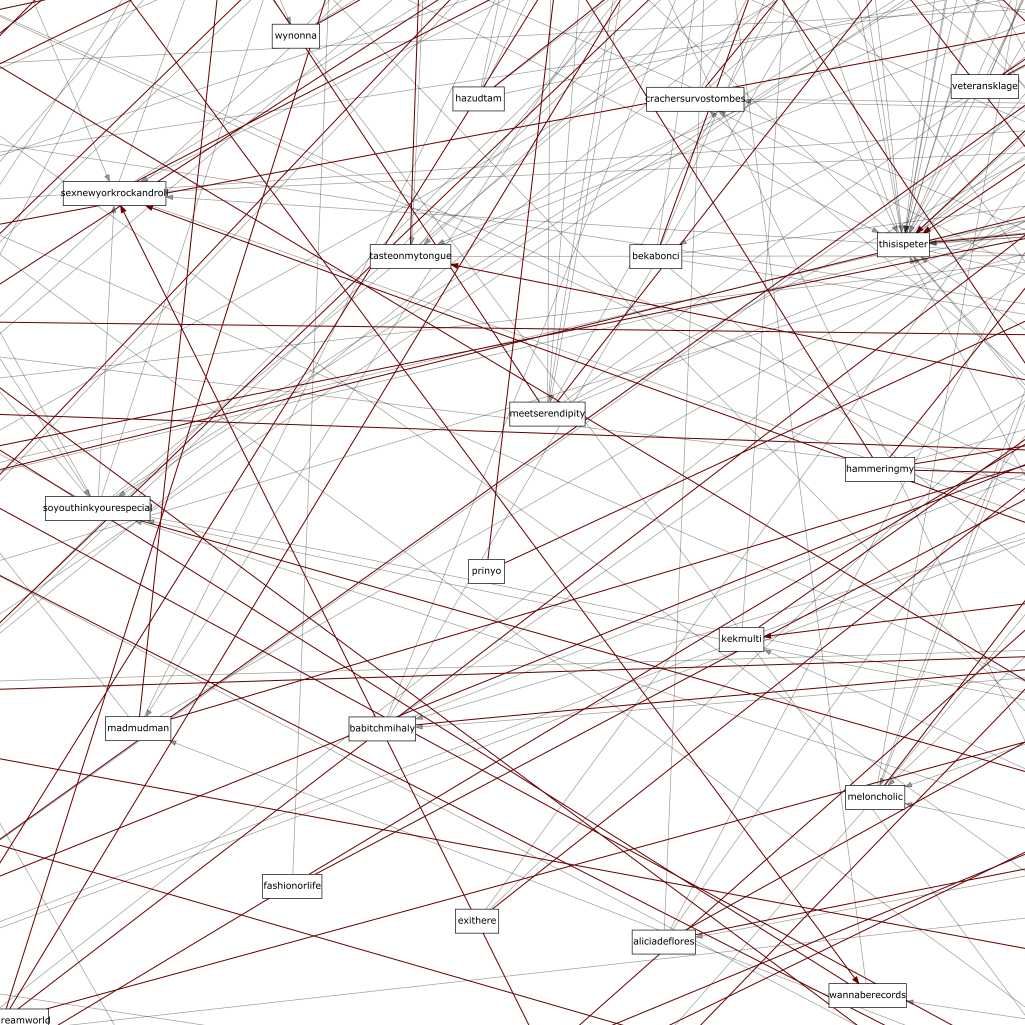 wynonna
veteransklage
hazudtam
crachersurvostombes
sexnewyorkrockandroll
thisispeter
tasteonmytongue
bekabonci
meetserendipity
hammeringmy
soyouthinkyourespecial
prinyo
kekmulti
madmudman
babitchmihaly
meloncholic
fashionorlife
exithere
aliciadeflores
wannaberecords
reamworld